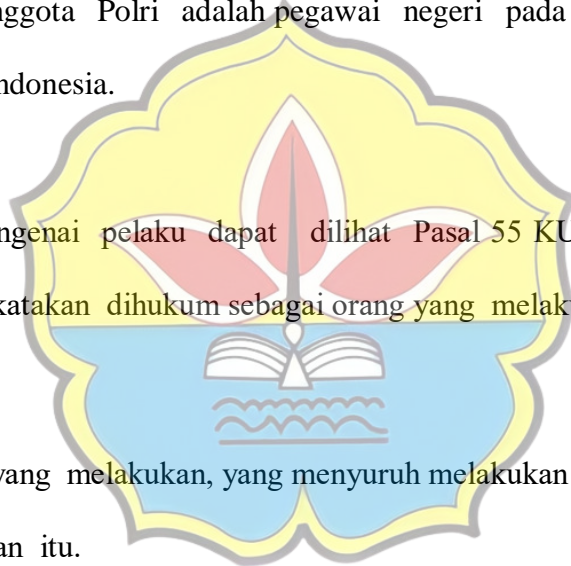 nggota Polri adalah pegawai negeri pada
ndonesia.
ngenai pelaku dapat dilihat Pasal 55 KU
katakan dihukum sebagai orang yang melaku
yang melakukan, yang menyuruh melakukan
an itu.